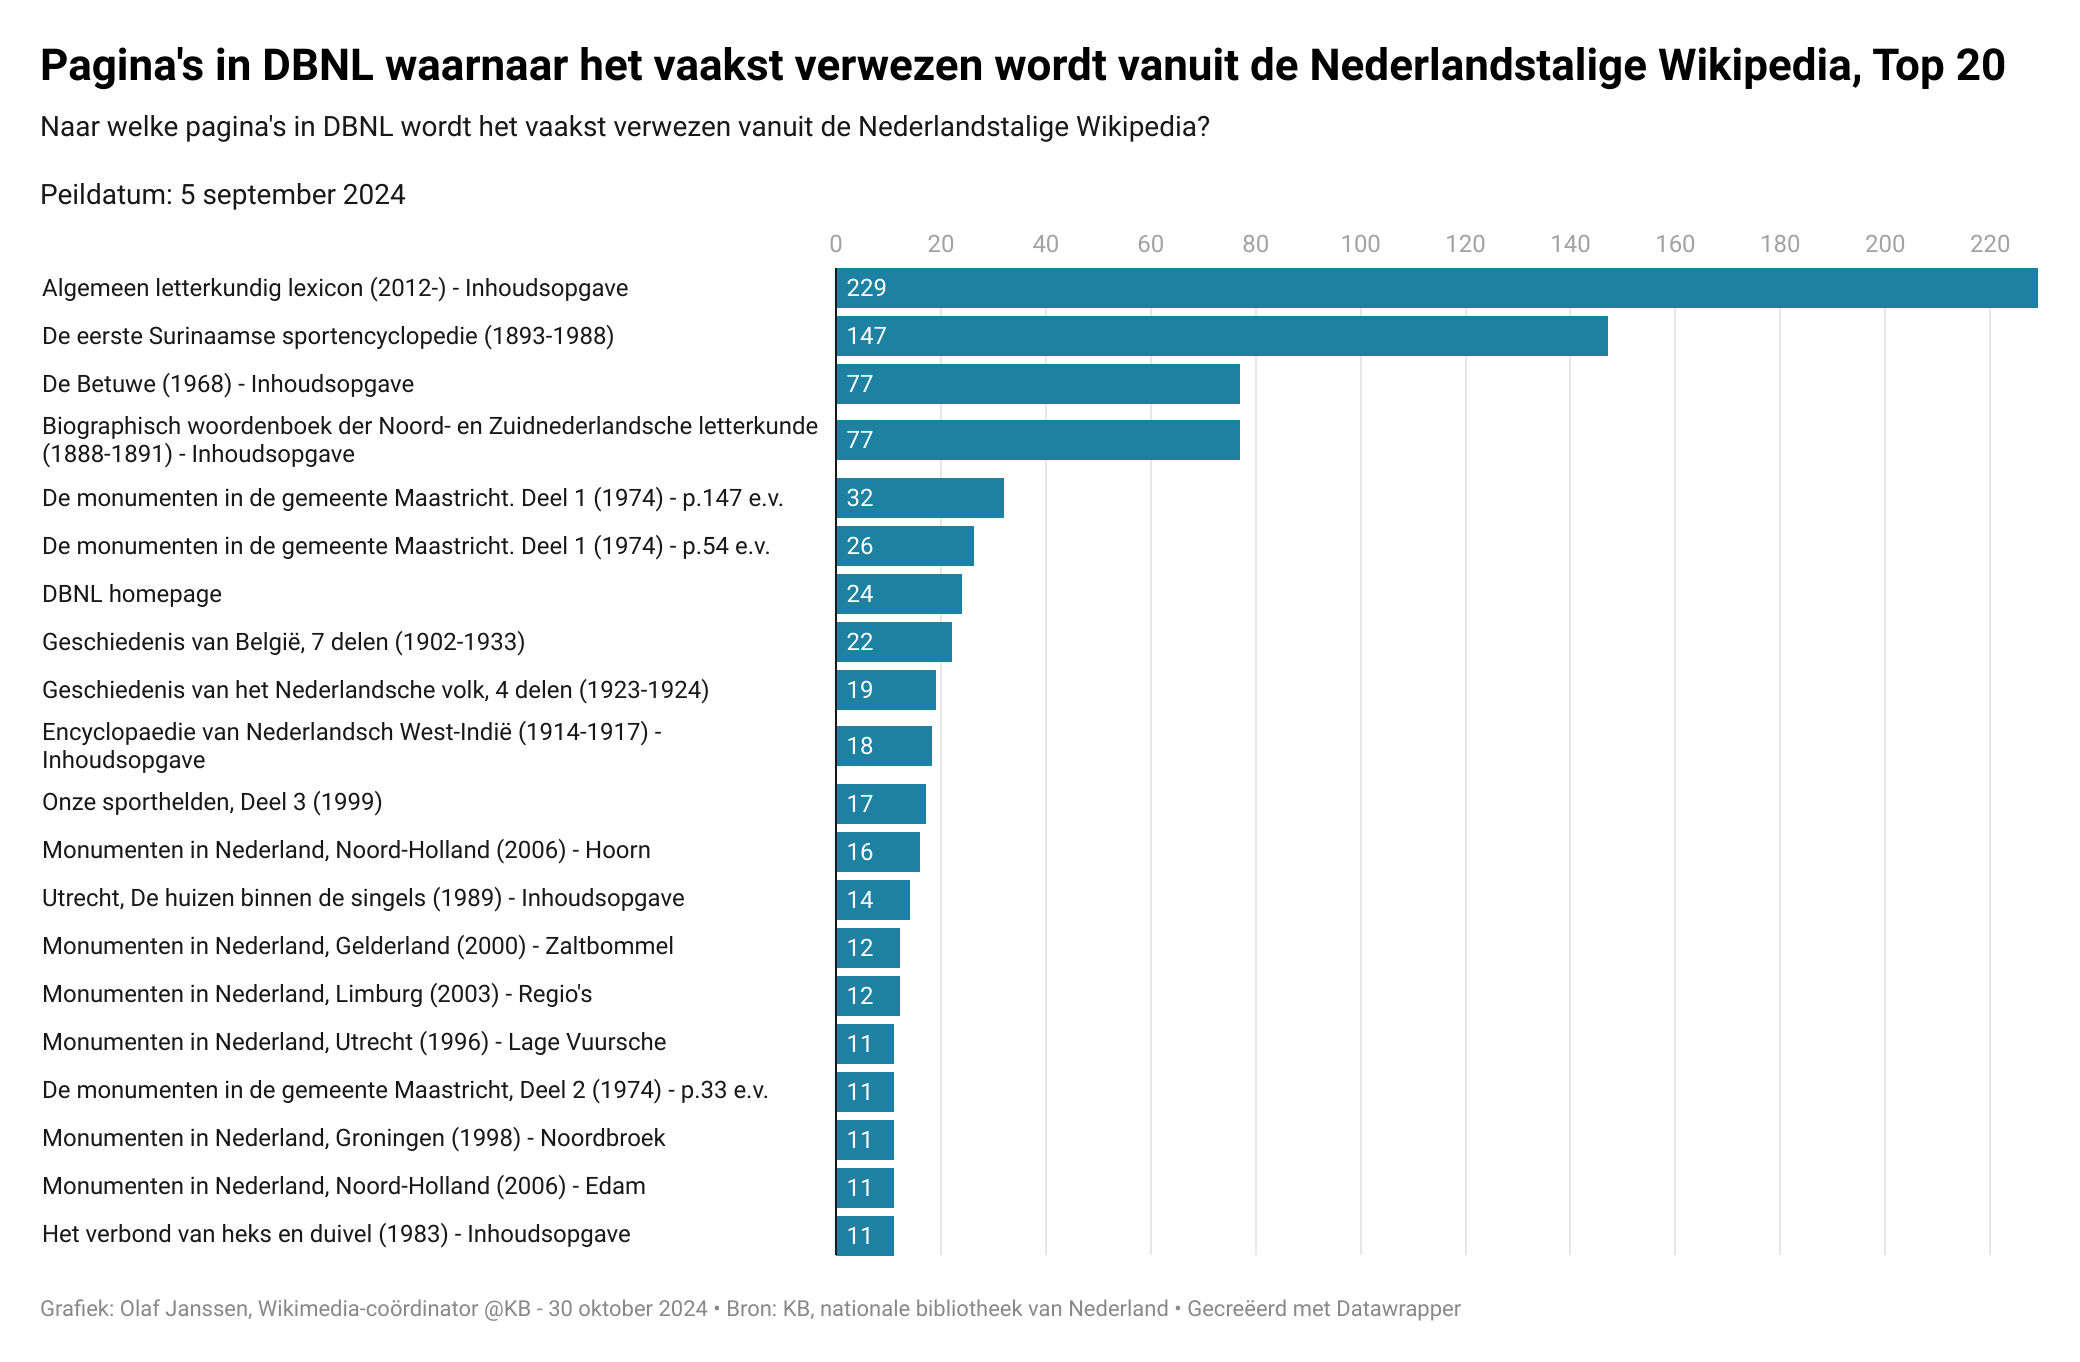 Pagina's in DBNL waarnaar het vaakst verwezen wordt vanuit de Nederlandstalige Wikipedia, Top 20
Naar welke pagina's in DBNL wordt het vaakst verwezen vanuit de Nederlandstalige Wikipedia?
Peildatum: 5 september 2024
0 20 40 60 80 100 120 140 160 180 200 220
Algemeen letterkundig lexicon (2012-) - Inhoudsopgave 229
De eerste Surinaamse sportencyclopedie (1893-1988) 147
De Betuwe (1968) - Inhoudsopgave 77
Biographisch woordenboek der Noord- en Zuidnederlandsche letterkunde
(1888-1891) - Inhoudsopgave 77
De monumenten in de gemeente Maastricht. Deel 1 (1974) - p.147 e.v. 32
De monumenten in de gemeente Maastricht. Deel 1 (1974) - p.54 e.v. 26
DBNL homepage 24
Geschiedenis van België, 7 delen (1902-1933) 22
Geschiedenis van het Nederlandsche volk, 4 delen (1923-1924) 19
Encyclopaedie van Nederlandsch West-Indië (1914-1917) -
Inhoudsopgave 18
Onze sporthelden, Deel 3 (1999) 17
Monumenten in Nederland, Noord-Holland (2006) - Hoorn 16
Utrecht, De huizen binnen de singels (1989) - Inhoudsopgave 14
Monumenten in Nederland, Gelderland (2000) - Zaltbommel 12
Monumenten in Nederland, Limburg (2003) - Regio's 12
Monumenten in Nederland, Utrecht (1996) - Lage Vuursche 11
De monumenten in de gemeente Maastricht, Deel 2 (1974) - p.33 e.v. 11
Monumenten in Nederland, Groningen (1998) - Noordbroek 11
Monumenten in Nederland, Noord-Holland (2006) - Edam 11
Het verbond van heks en duivel (1983) - Inhoudsopgave 11
Grafiek: Olaf Janssen, Wikimedia-coördinator @KB - 30 oktober 2024 • Bron: KB, nationale bibliotheek van Nederland • Gecreëerd met Datawrapper